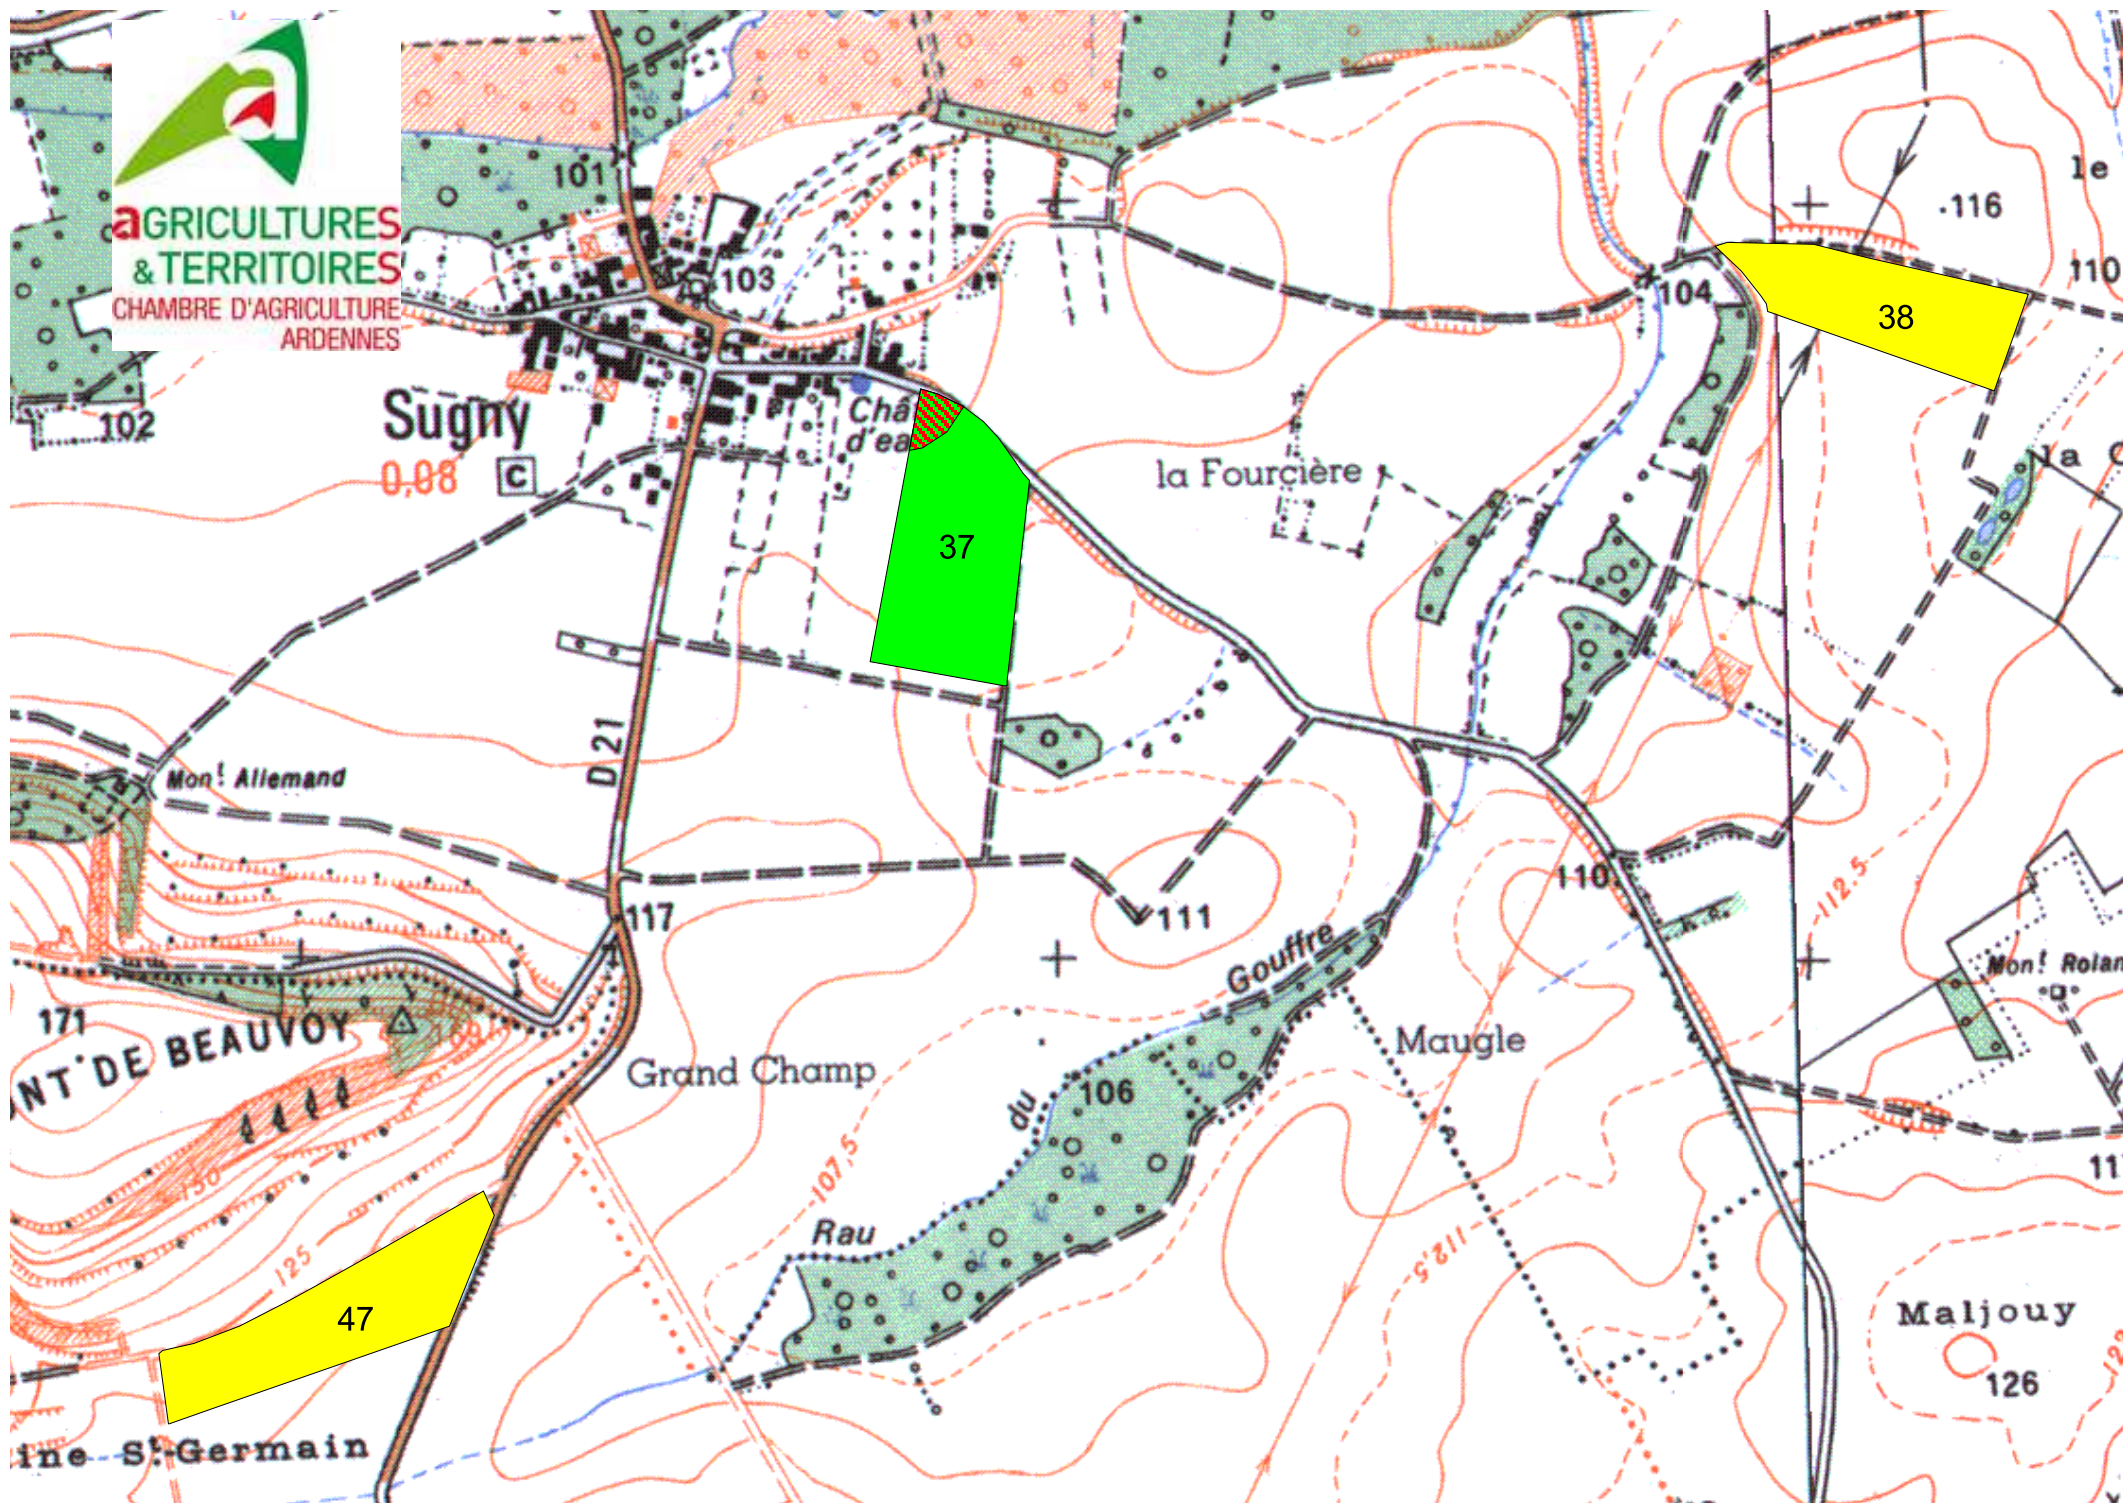 aGRICULTURES
& TERRITOIRES
CHAMBRE D'AGRICULTURE
ARDENNES
101
103
102
Sugny
0,08
C
Châ
d'ea
37
la Fourcière
104
38
116
le
110
la C
Mon.t Allemand
D 21
117
111
110
112.5
Gouffre
Mon.t Rolan
171
NT DE BEAUVOY
Grand Champ
Maugle
106
du
107,5
Rau
150
125
112,5
47
Maljouy
126
ine St-Germain